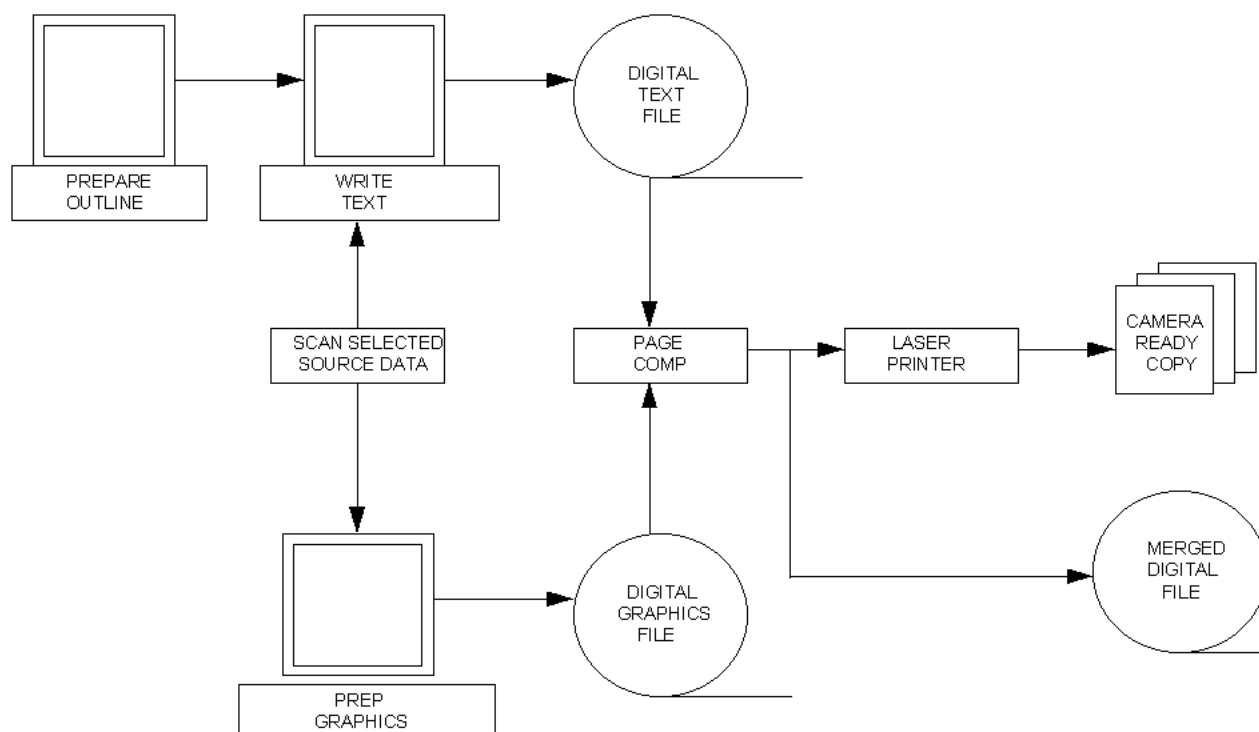 DIGITAL
TEXT
FILE
PREPARE
OUTLINE
WRITE
TEXT
SCAN SELECTED
SOURCE DATA
PAGE
COMP
LASER
PRINTER
CAMERA
READY
COPY
PREP
GRAPHICS
DIGITAL
GRAPHICS
FILE
MERGED
DIGITAL
FILE